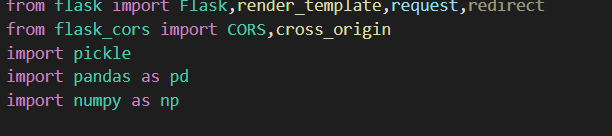 from flask import Flask,render_template,request,redirect
from flask_cors import CORS,cross_origin
import pickle
import pandas as pd
import numpy as np